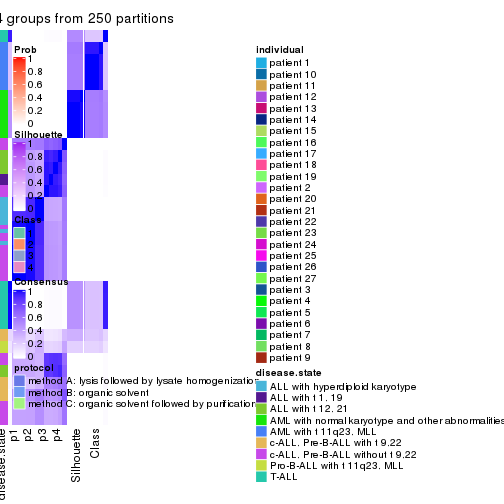 4 groups from 250 partitions
Prob
1
0.8
0.6
0.4
0.2
0
Silhouette
1
0.8
0.6
0.4
0.2
0
Class
1
2
3
4
Consensus
1
0.8
0.6
0.4
0.2
0
protocol
method A: lysis followed by lysate homogenization
method B: organic solvent
method C: organic solvent followed by purification
disease.state
p1
p2
p3
p4
Silhouette
Class
individual
patient 1
patient 10
patient 11
patient 12
patient 13
patient 14
patient 15
patient 16
patient 17
patient 18
patient 19
patient 2
patient 20
patient 21
patient 22
patient 23
patient 24
patient 25
patient 26
patient 27
patient 3
patient 4
patient 5
patient 6
patient 7
patient 8
patient 9
disease.state
ALL with hyperdiploid karyotype
ALL with t 1. 19
ALL with t 12. 21
AML with normal karyotype and other abnormalities
AML with t 11q23. MLL
c-ALL. Pre-B-ALL with t 9.22
c-ALL. Pre-B-ALL without t 9.22
Pro-B-ALL with t 11q23. MLL
T-ALL